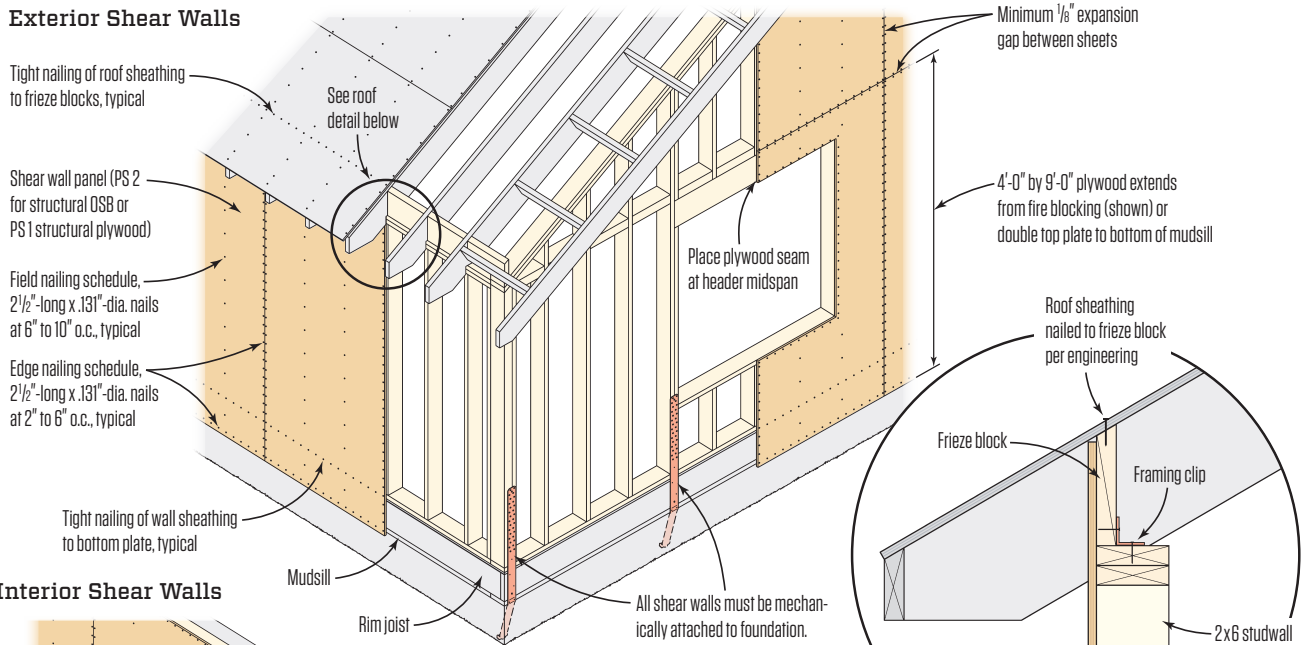 Exterior Shear Walls
Tight nailing of roof sheathing
to frieze blocks, typical
See roof
detail below
Minimum 1/8" expansion
gap between sheets
Shear wall panel (PS 2
for structural OSB or
PS 1 structural plywood)
4'-0" by 9'-0" plywood extends
from fire blocking (shown) or
double top plate to bottom of mudsill
Place plywood seam
at header midspan
Field nailing schedule,
2 1/2"-long x .131"-dia. nails
at 6" to 10" o.c., typical
Edge nailing schedule,
2 1/2"-long x .131"-dia. nails
at 2" to 6" o.c., typical
Roof sheathing
nailed to frieze block
per engineering
Frieze block
Framing clip
Tight nailing of wall sheathing
to bottom plate, typical
Mudsill
Rim joist
All shear walls must be mechan-
ically attached to foundation.
2x6 studwall
Interior Shear Walls